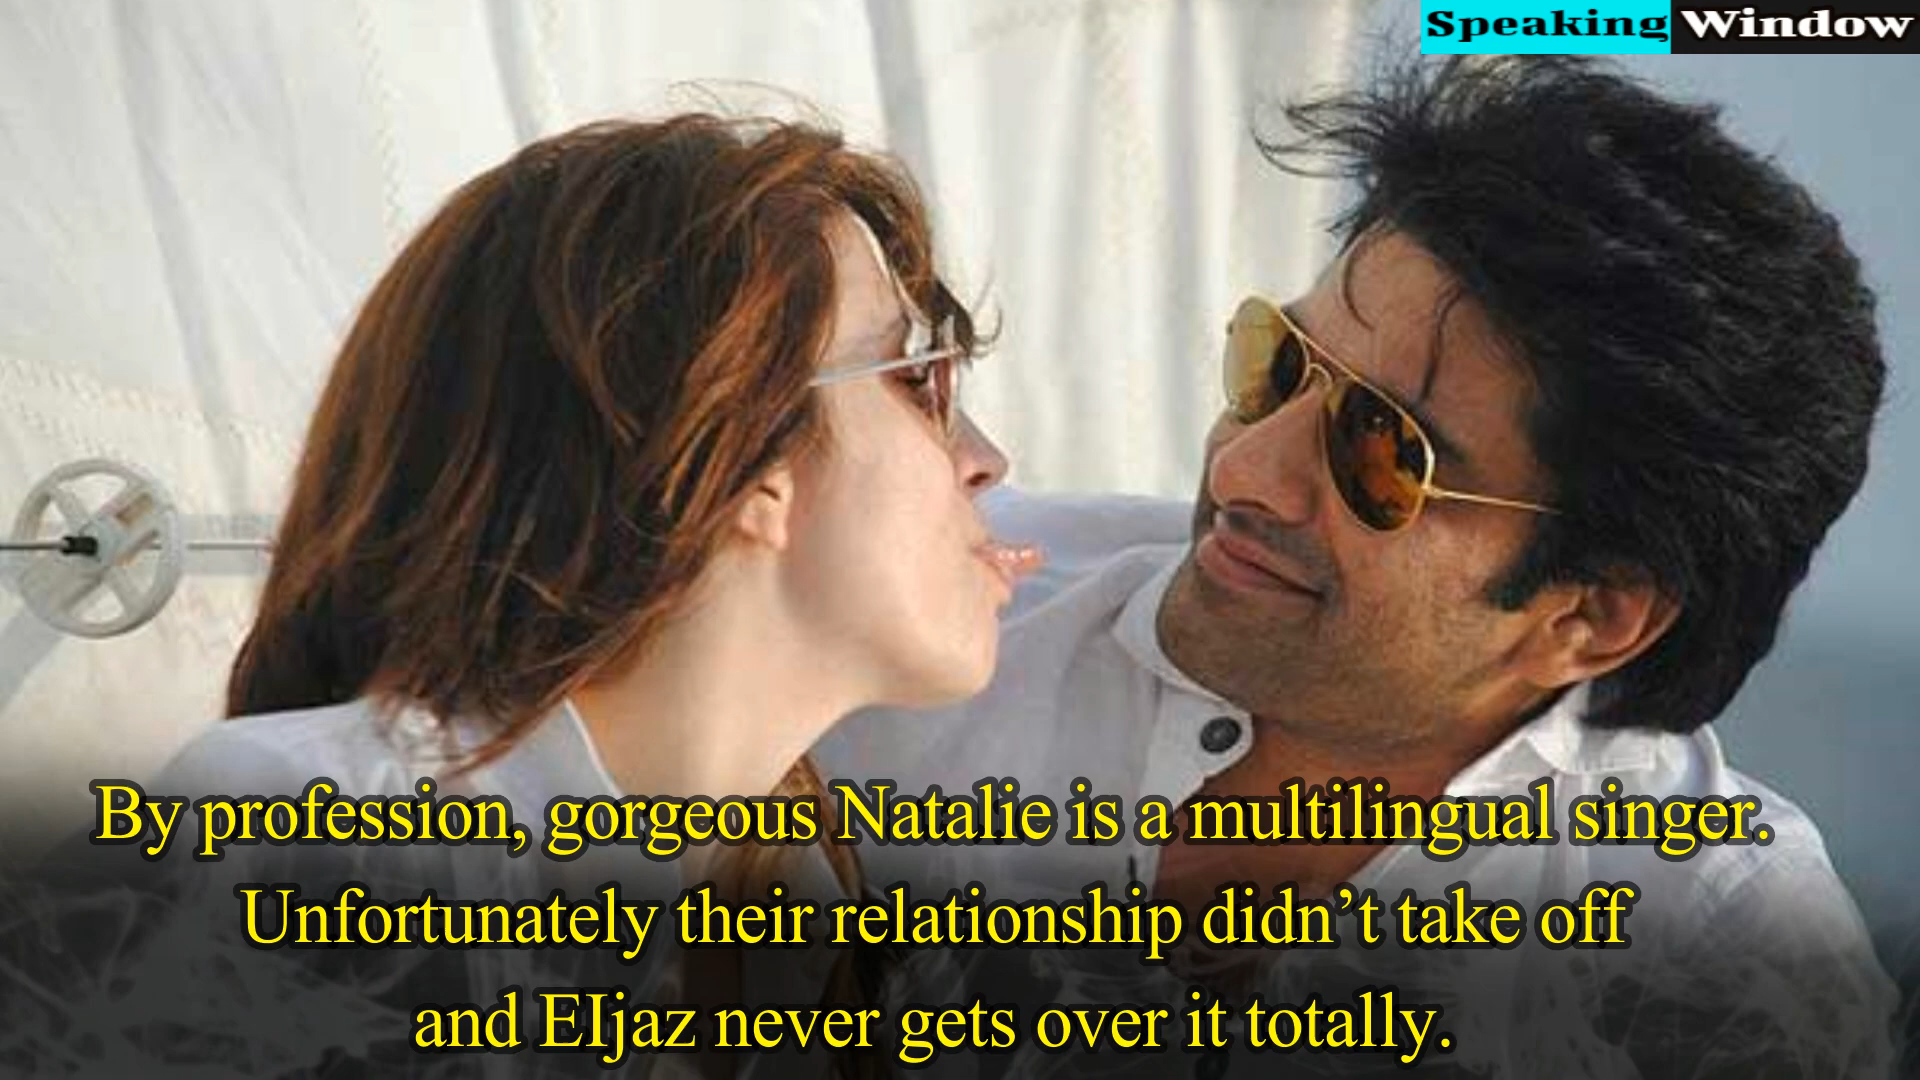 Speaking Window
By profession, gorgeous Natalie is a multilingual singer.
Unfortunately their relationship didn’t take off
and EIjaz never gets over it totally.